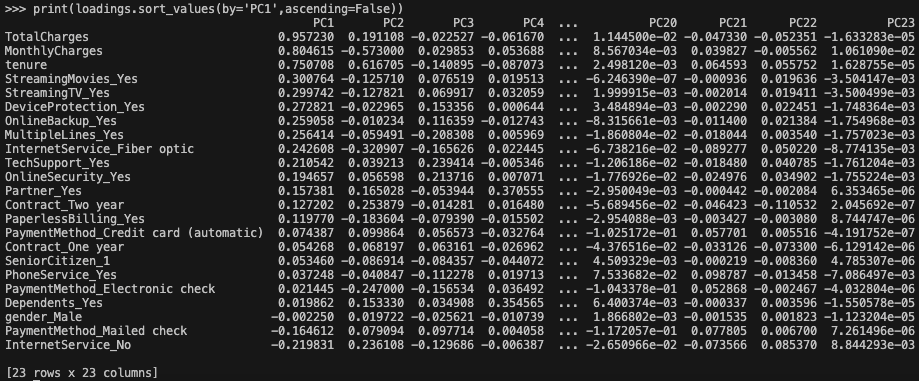 >>> print(loadings.sort_values(by='PC1',ascending=False))
PC1 PC2 PC3 PC4 ... PC20 PC21 PC22 PC23
TotalCharges 0.957230 0.191108 -0.022527 -0.061670 ... 1.144500e-02 -0.047330 -0.052351 -1.633283e-05
MonthlyCharges 0.804615 -0.573000 0.029853 0.053688 ... 8.567034e-03 0.039827 -0.005562 1.061090e-02
tenure 0.750708 0.616705 -0.140895 -0.087073 ... 2.498120e-03 0.064593 0.055752 1.628755e-05
StreamingMovies_Yes 0.300764 -0.125710 0.076519 0.019513 ... -6.246390e-07 -0.000936 0.019636 -3.504147e-03
StreamingTV_Yes 0.299742 -0.127821 0.069917 0.032059 ... 1.999915e-03 -0.002014 0.019411 -3.500499e-03
DeviceProtection_Yes 0.272821 -0.022965 0.153356 0.000644 ... 3.484894e-03 -0.002290 0.022451 -1.748364e-03
OnlineBackup_Yes 0.259058 -0.010234 0.116359 -0.012743 ... -8.315661e-03 -0.011400 0.021384 -1.754968e-03
MultipleLines_Yes 0.256414 -0.059491 -0.208308 0.005969 ... -1.860804e-02 -0.018044 0.003540 -1.757023e-03
InternetService_Fiber optic 0.242608 -0.320907 -0.165626 0.022445 ... -6.738216e-02 -0.089277 0.050220 -8.774135e-03
TechSupport_Yes 0.210542 0.039213 0.239414 -0.005346 ... -1.206186e-02 -0.018480 0.040785 -1.761204e-03
OnlineSecurity_Yes 0.194657 0.056598 0.213716 0.007071 ... -1.776926e-02 -0.024976 0.034902 -1.755224e-03
Partner_Yes 0.157381 0.165028 -0.053944 0.370555 ... -2.950049e-03 -0.000442 -0.002084 6.353465e-06
Contract_Two year 0.127202 0.253879 -0.014281 0.016480 ... -5.689456e-02 -0.046423 -0.110532 2.045692e-07
PaperlessBilling_Yes 0.119770 -0.183604 -0.079390 -0.015502 ... -2.954088e-03 -0.003427 -0.003080 8.744747e-06
PaymentMethod_Credit card (automatic) 0.074387 0.099864 0.056573 -0.032764 ... -1.025172e-01 0.057701 0.005516 -4.191752e-07
Contract_One year 0.054268 0.068197 0.063161 -0.026962 ... -4.376516e-02 -0.033126 -0.073300 -6.129142e-06
SeniorCitizen_1 0.053460 -0.086914 -0.084357 -0.044072 ... 4.509329e-03 -0.000219 -0.008360 4.785307e-06
PhoneService_Yes 0.037248 -0.040847 -0.112278 0.019713 ... 7.533682e-02 0.098787 -0.013458 -7.086497e-03
PaymentMethod_Electronic check 0.021445 -0.247000 -0.156534 0.036492 ... -1.043378e-01 0.052868 -0.002467 -4.032804e-06
Dependents_Yes 0.019862 0.153330 0.034908 0.354565 ... 6.400374e-03 -0.000337 0.003596 -1.550578e-05
gender_Male -0.002250 0.019722 -0.025621 -0.010739 ... 1.866802e-03 -0.001535 0.001823 -1.123204e-05
PaymentMethod_Mailed check -0.164612 0.079094 0.097714 0.004058 ... -1.172057e-01 0.077805 0.006700 7.261496e-06
InternetService_No -0.219831 0.236108 -0.129686 -0.006387 ... -2.650966e-02 -0.073566 0.085370 8.844293e-03
[23 rows x 23 columns]